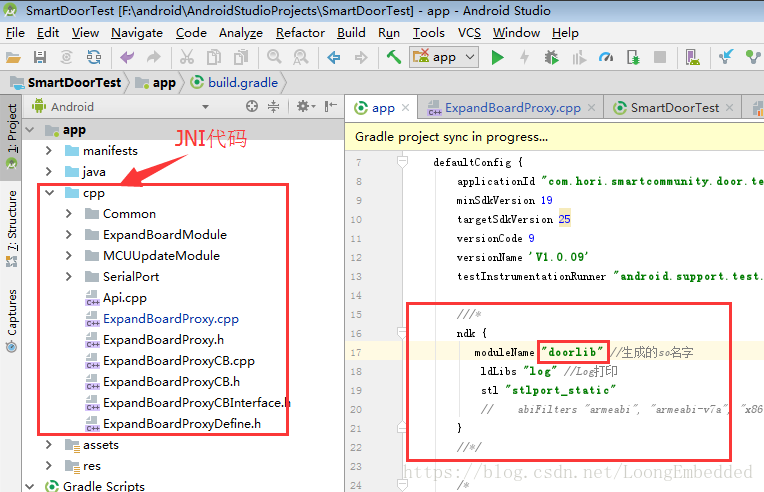 SmartDoorTest [F:\android\AndroidStudioProjects\SmartDoorTest] - app - Android Studio
File Edit View Navigate Code Analyze Refactor Build Run Tools VCS Window Help
app
SmartDoorTest app build.gradle
1: Project
7: Structure
Captures
Android
app
manifests
java
JNI代码
cpp
Common
ExpandBoardModule
MCUUpdateModule
SerialPort
Api.cpp
ExpandBoardProxy.cpp
ExpandBoardProxy.h
ExpandBoardProxyCB.cpp
ExpandBoardProxyCB.h
ExpandBoardProxyCBInterface.h
ExpandBoardProxyDefine.h
assets
res
Gradle Scripts
app ExpandBoardProxy.cpp SmartDoorTest
Gradle project sync in progress...
7 defaultConfig {
8 applicationId "com.hori.smartcommunity.door.te
9 minSdkVersion 19
10 targetSdkVersion 25
11 versionCode 9
12 versionName 'V1.0.09'
13 testInstrumentationRunner "android.support.test.
14
15 ///*
16 ndk {
17 moduleName "doorlib" //生成的so名字
18 ldLibs "log" //Log打印
19 stl "stlport_static"
20 // abiFilters "armeabi", "armeabi-v7a", "x86
21 }
22 //*/
23
24 /*
https://blog.csdn.net/LoongEmbedded